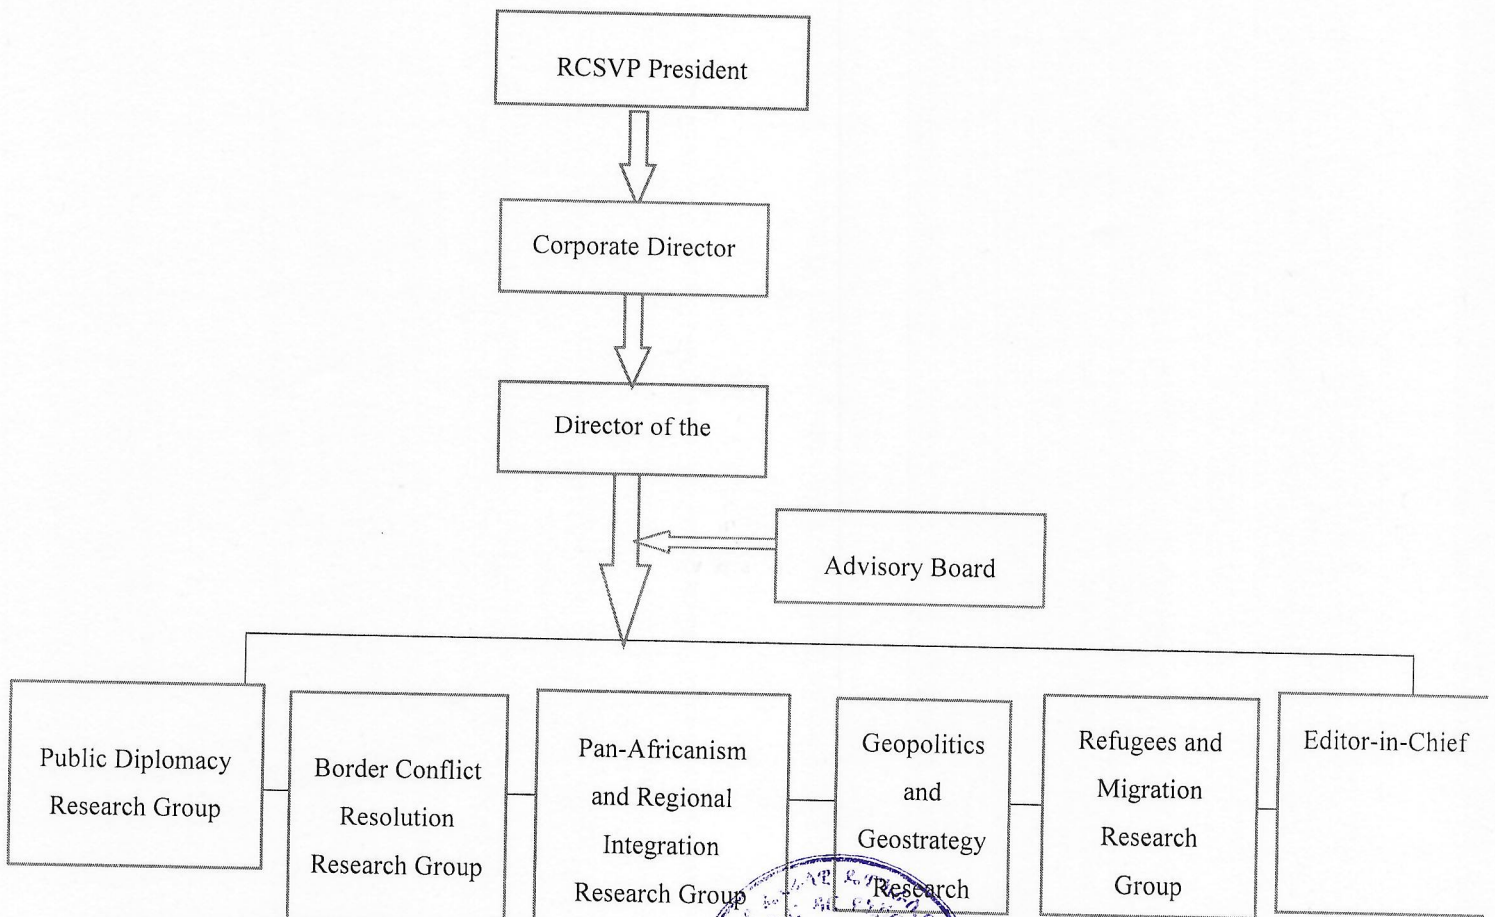 RCSVP President
Corporate Director
Director of the
Advisory Board
Public Diplomacy
Research Group
Border Conflict
Resolution
Research Group
Pan-Africanism
and Regional
Integration
Research Group
Geopolitics
and
Geostrategy
Research
Refugees and
Migration
Research
Group
Editor-in-Chief